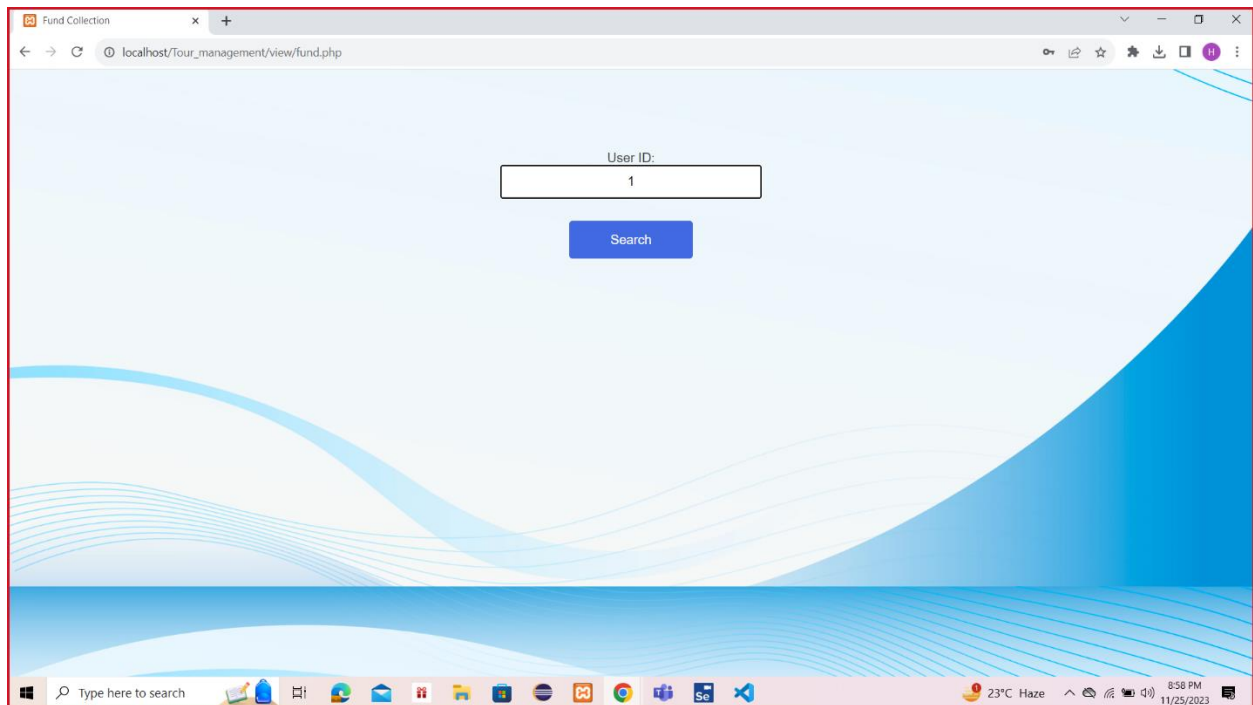 Fund Collection
localhost/Tour_management/view/fund.php
H
User ID:
1
Search
Type here to search
Se
23°C Haze
8:58 PM
11/25/2023